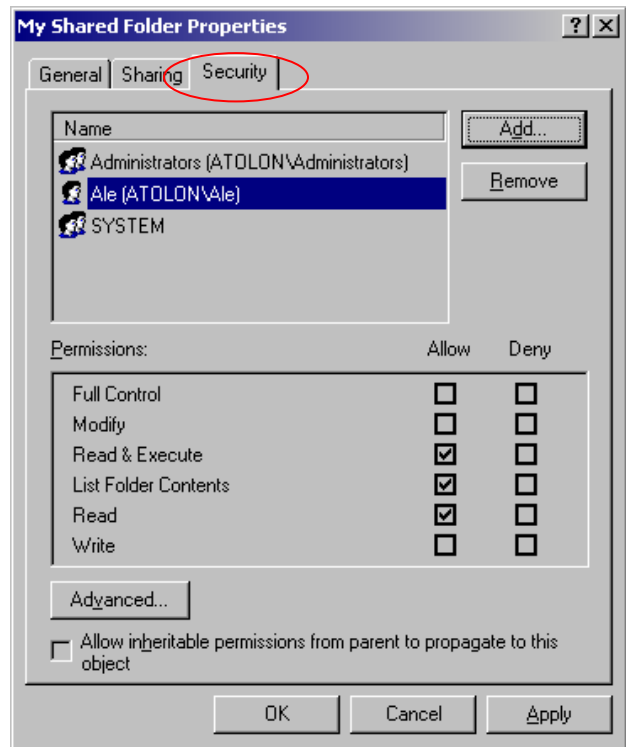 My Shared Folder Properties
General Sharing Security
Name
Add...
Administrators (ATOLON\Administrators)
Remove
Ale (ATOLON\Ale)
SYSTEM
Permissions: Allow Deny
Full Control
Modify
Read & Execute
List Folder Contents
Read
Write
Advanced...
Allow inheritable permissions from parent to propagate to this
object
OK Cancel Apply